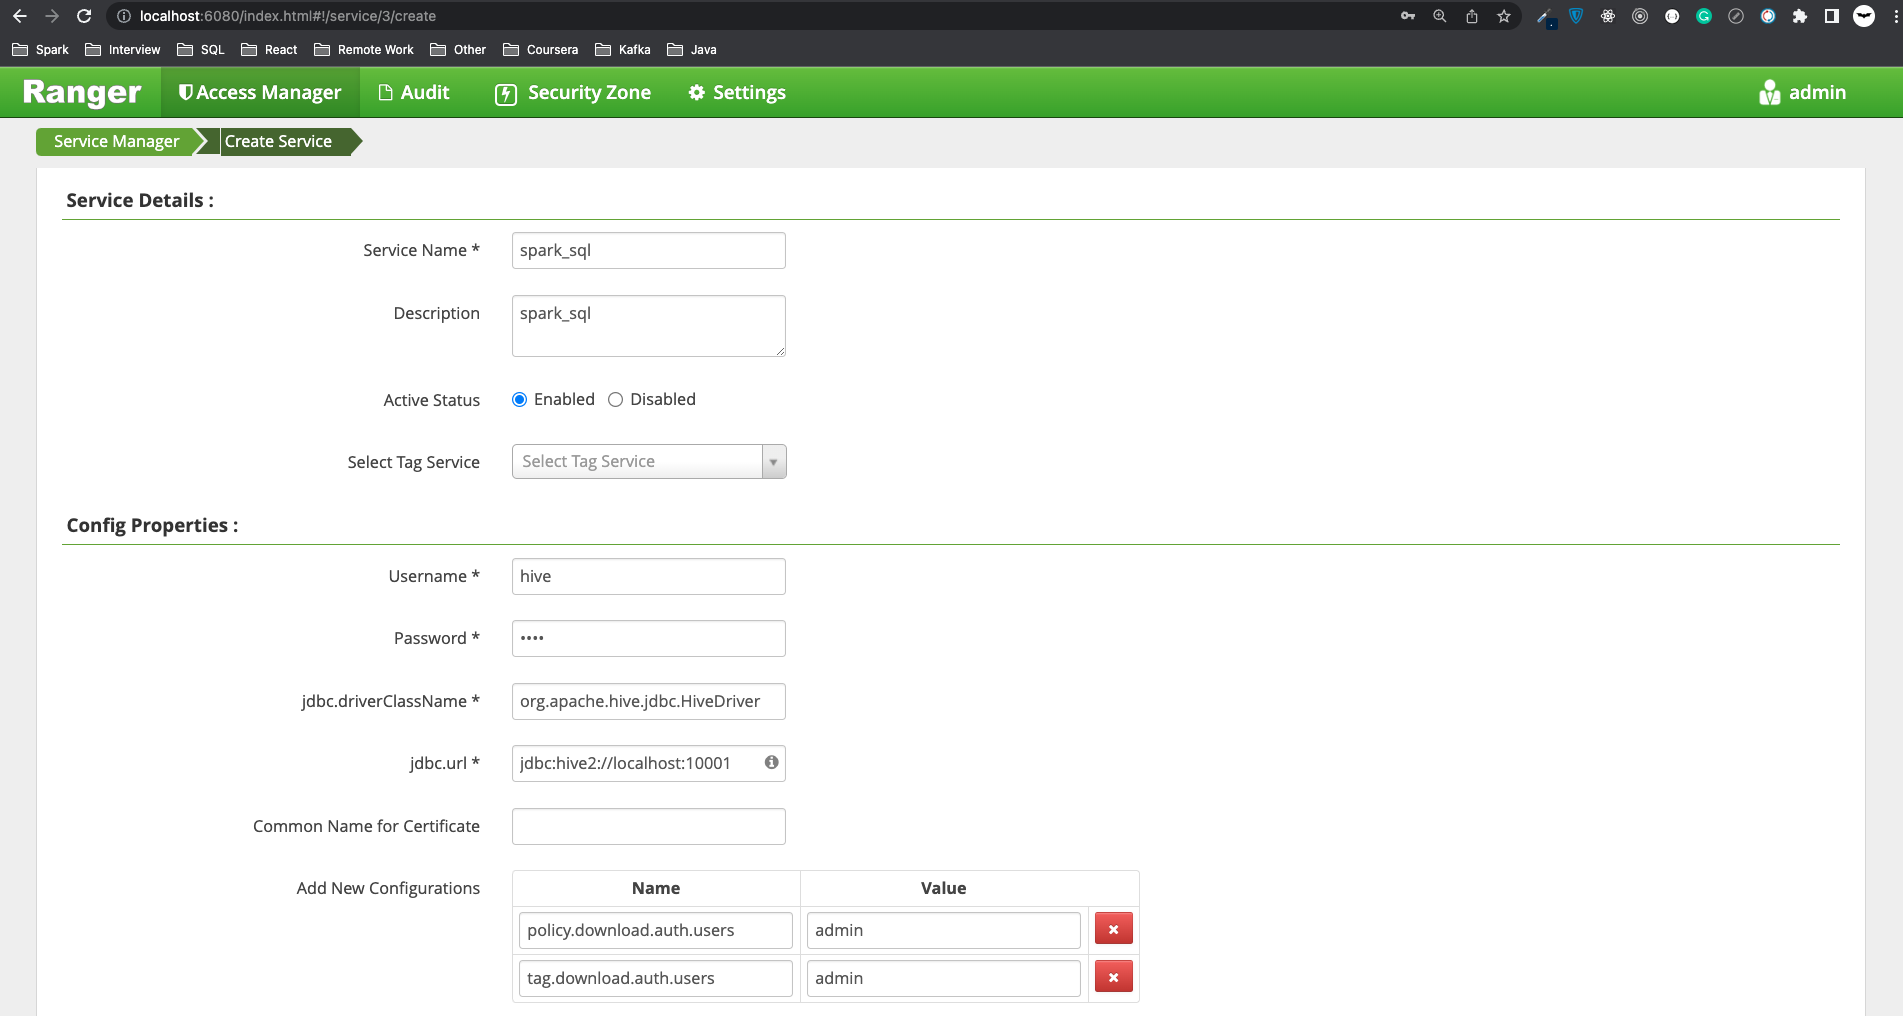 localhost:6080/index.html#!/service/3/create
Spark Interview SQL React Remote Work Other Coursera Kafka Java
Ranger Access Manager Audit Security Zone Settings admin
Service Manager Create Service
Service Details :
Service Name * spark_sql
Description spark_sql
Active Status Enabled Disabled
Select Tag Service Select Tag Service
Config Properties :
Username * hive
Password * ••••
jdbc.driverClassName * org.apache.hive.jdbc.HiveDriver
jdbc.url * jdbc:hive2://localhost:10001
Common Name for Certificate
Add New Configurations Name Value
policy.download.auth.users admin
tag.download.auth.users admin